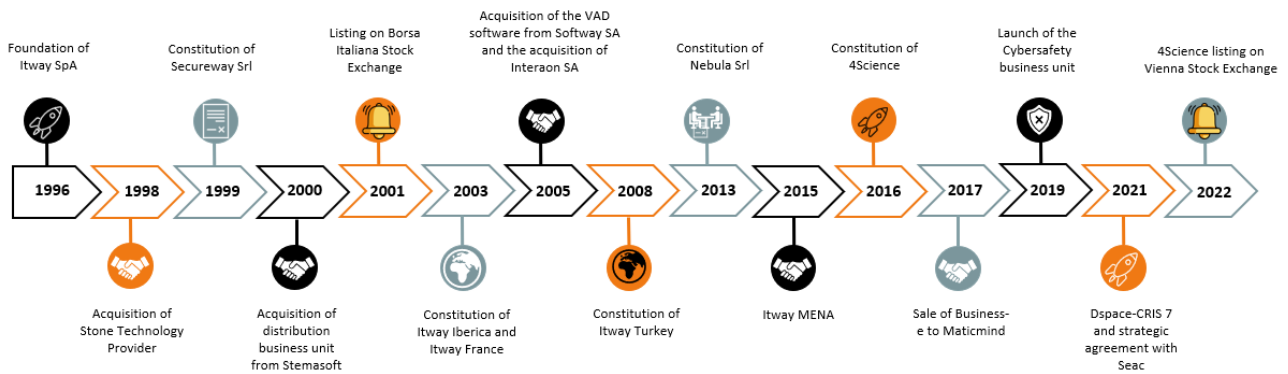 Foundation of
Itway SpA
Constitution of
Secureway Srl
Listing on Borsa
Italiana Stock
Exchange
Acquisition of the VAD
software from Softway SA
and the acquisition of
Interaon SA
Constitution of
Nebula Srl
Constitution of
4Science
Launch of the
Cybersafety
business unit
4Science listing on
Vienna Stock Exchange
1996
1998
1999
2000
2001
2003
2005
2008
2013
2015
2016
2017
2019
2021
2022
Acquisition of
Stone Technology
Provider
Acquisition of
distribution
business unit
from Stemasoft
Constitution of
Itway Iberica and
Itway France
Constitution of
Itway Turkey
Itway MENA
Sale of Business-
e to Maticmind
Dspace-CRIS 7
and strategic
agreement with
Seac